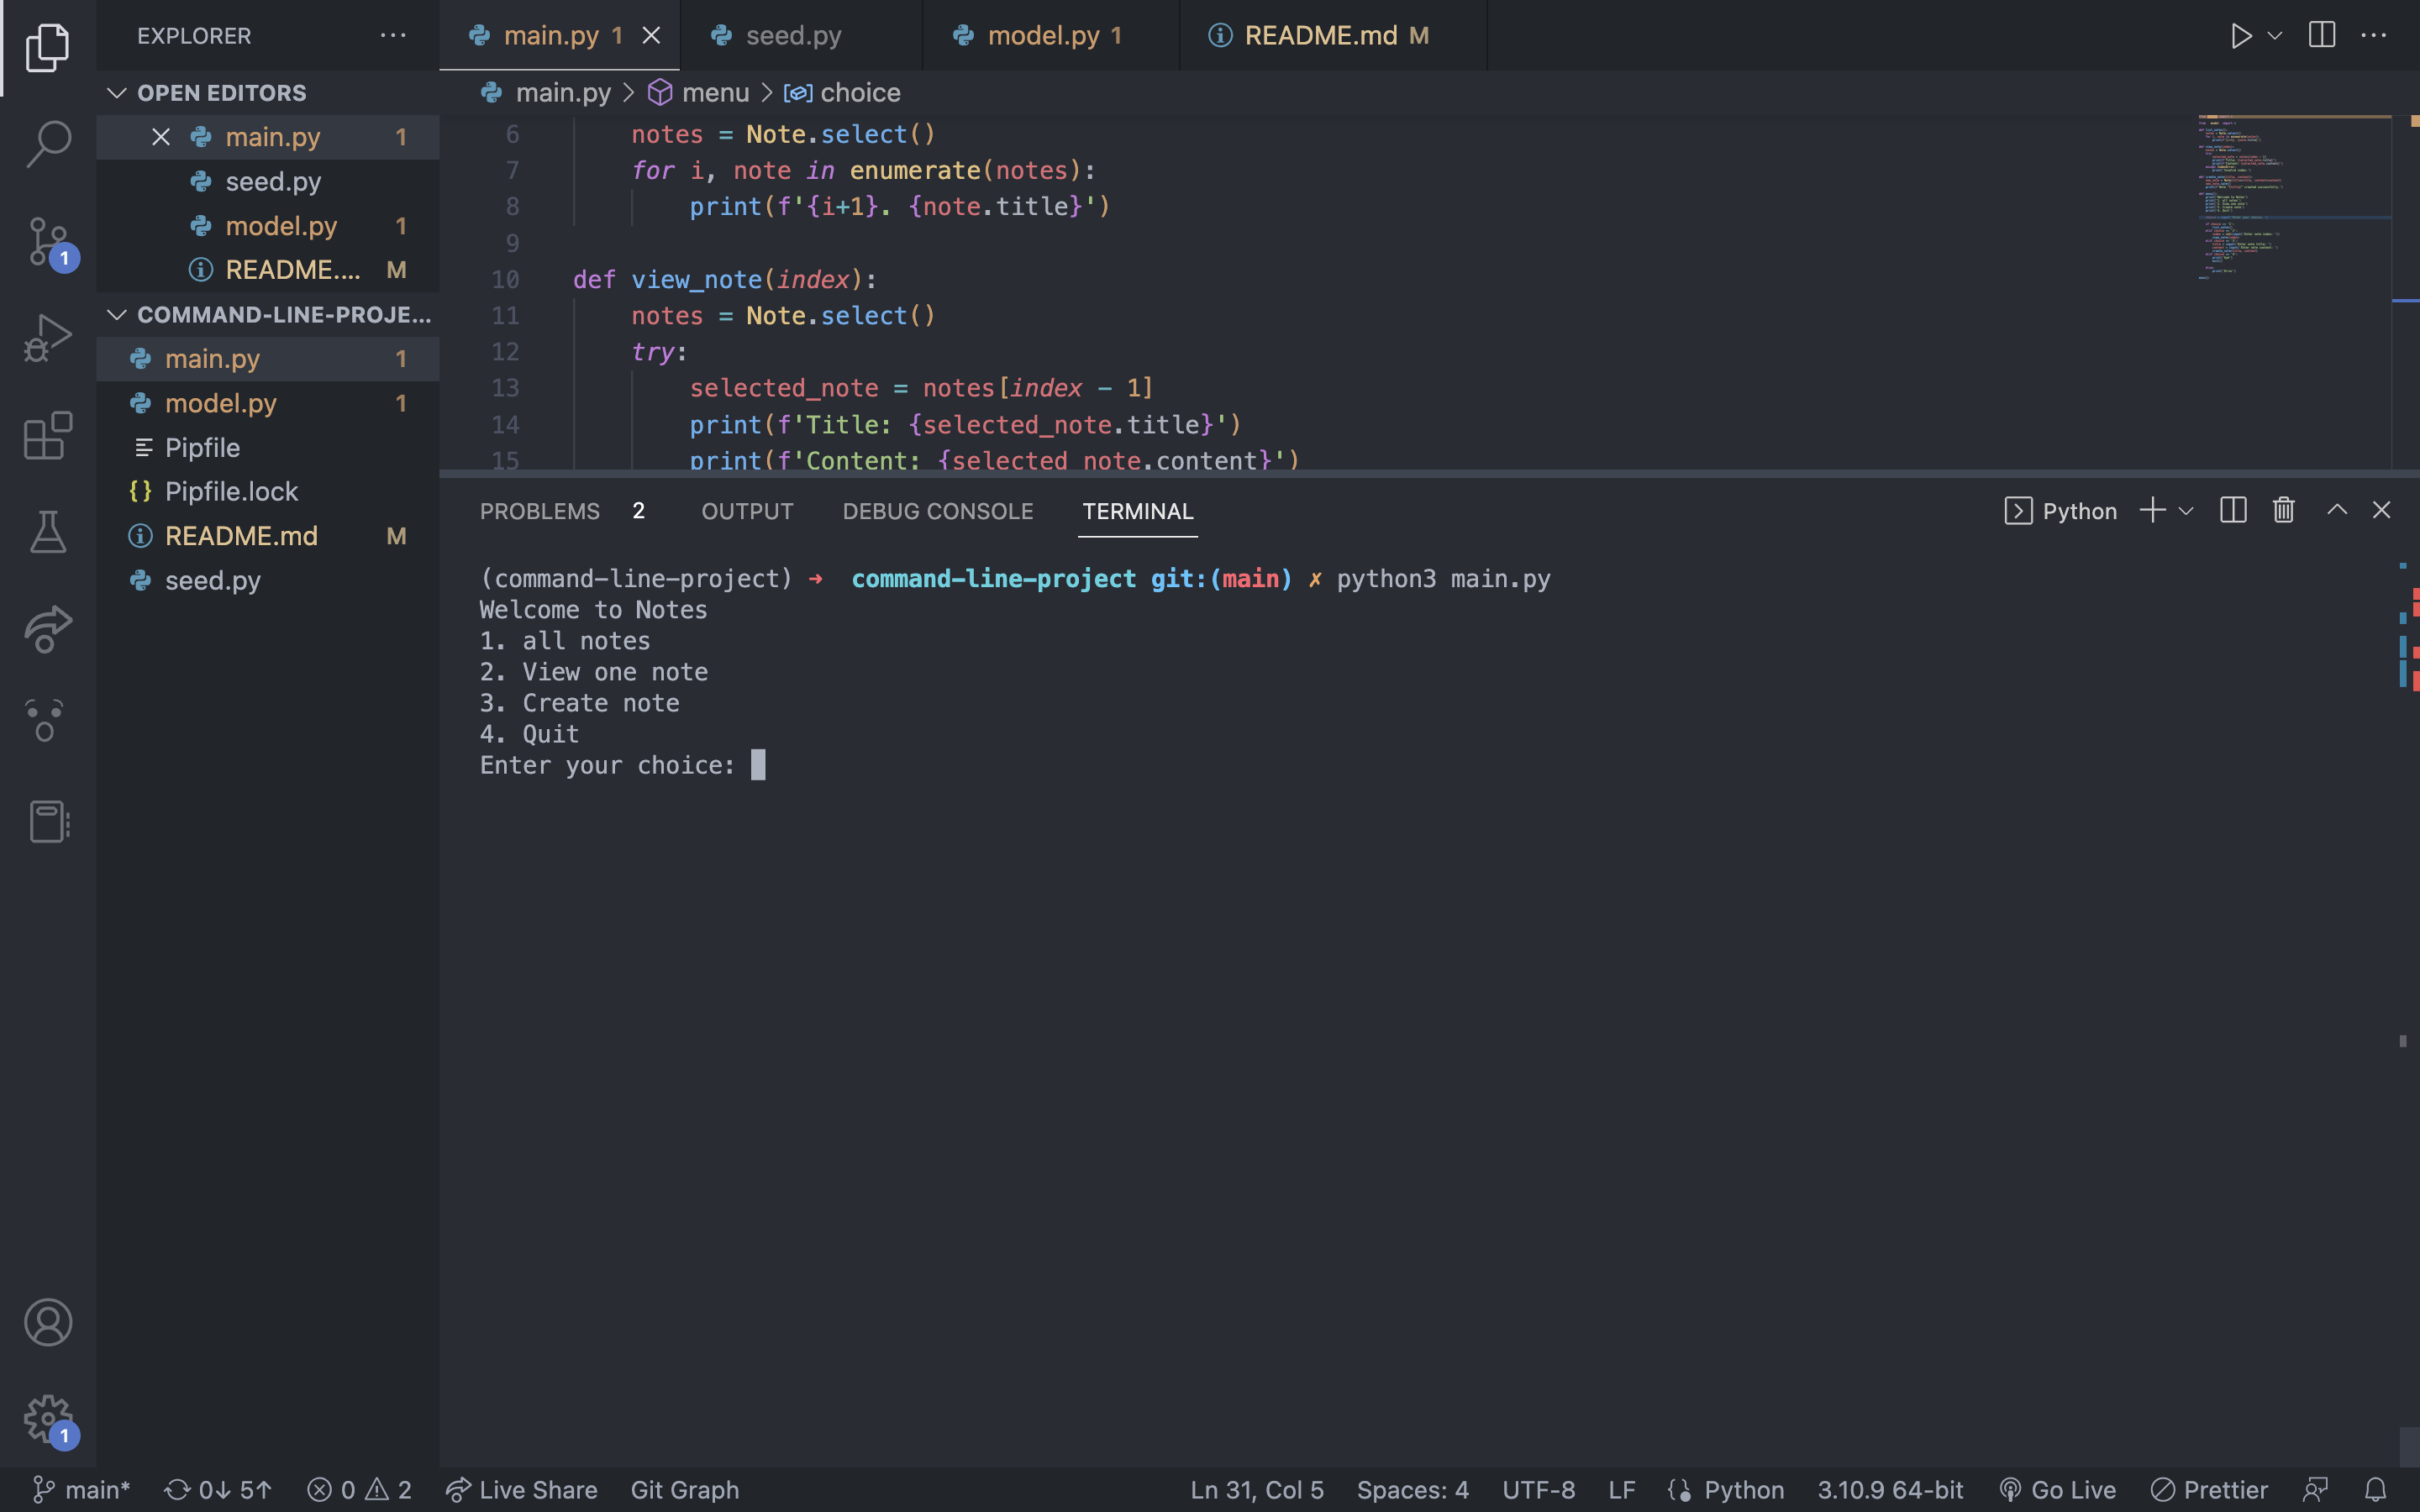 EXPLORER
main.py 1
seed.py
model.py 1
README.md M
OPEN EDITORS
main.py 1
seed.py
model.py 1
README.... M
COMMAND-LINE-PROJE...
main.py 1
model.py 1
Pipfile
Pipfile.lock
README.md M
seed.py
1
1
main.py > menu > choice
6 notes = Note.select()
7 for i, note in enumerate(notes):
8 print(f'{i+1}. {note.title}')
9
10 def view_note(index):
11 notes = Note.select()
12 try:
13 selected_note = notes[index - 1]
14 print(f'Title: {selected_note.title}')
15 print(f'Content: {selected_note.content}')
PROBLEMS 2 OUTPUT DEBUG CONSOLE TERMINAL
Python
(command-line-project) ➜ command-line-project git:(main) ✗ python3 main.py
Welcome to Notes
1. all notes
2. View one note
3. Create note
4. Quit
Enter your choice:
main* 0↓ 5↑ 0 2 Live Share Git Graph Ln 31, Col 5 Spaces: 4 UTF-8 LF Python 3.10.9 64-bit Go Live Prettier